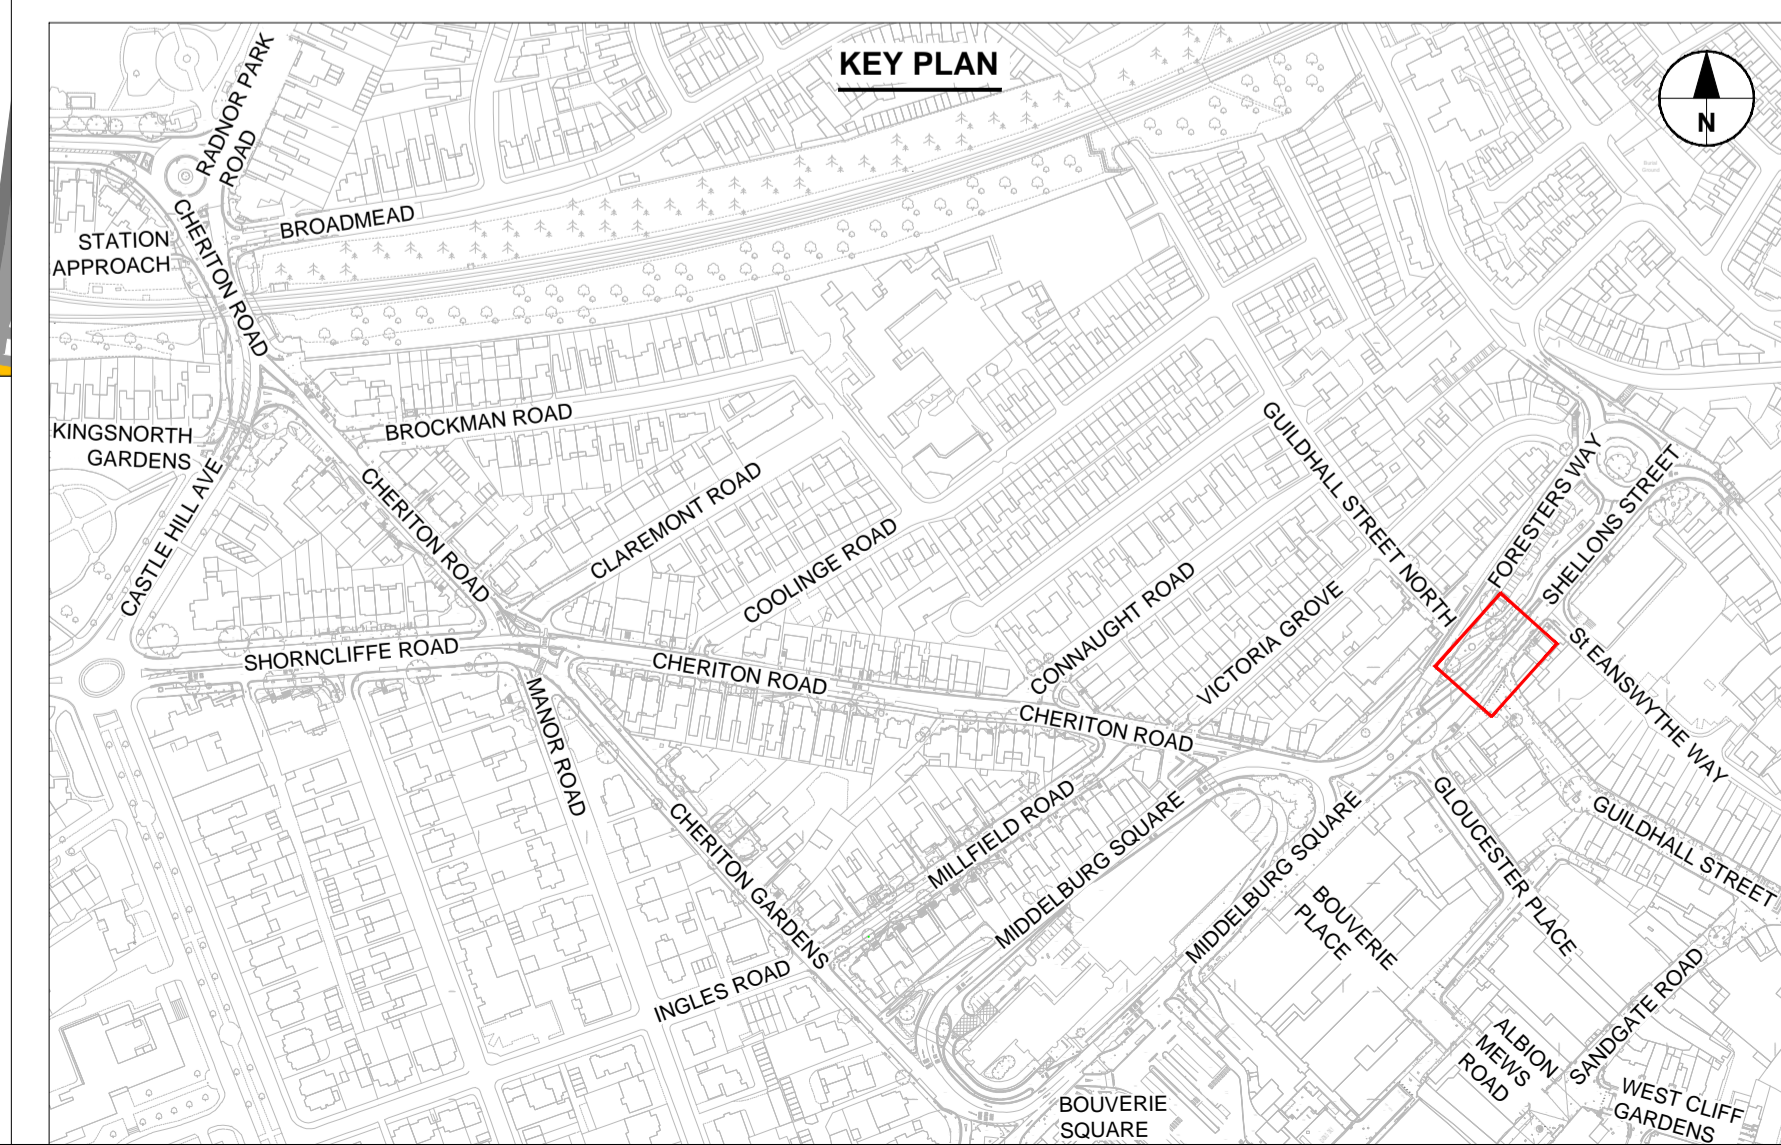 KEY PLAN
N
RADNOR PARK
ROAD
CHERITON ROAD
BROADMEAD
STATION
APPROACH
KINGSNORTH
GARDENS
BROCKMAN ROAD
CASTLE HILL AVE
CHERITON ROAD
CLAREMONT ROAD
COOLINGE ROAD
GUILDHALL STREET NORTH
FORESTERS WAY
SHELLONS STREET
SHORNCLIFFE ROAD
CHERITON ROAD
CONNAUGHT ROAD
VICTORIA GROVE
St EANSWYTHE WAY
MANOR ROAD
CHERITON ROAD
CHERITON GARDENS
MILLFIELD ROAD
MIDDELBURG SQUARE
MIDDELBURG SQUARE
GLOUCESTER PLACE
GUILDHALL STREET
BOUVERIE
PLACE
INGLES ROAD
SANDGATE ROAD
ALBION
MEWS
ROAD
WEST CLIFF
GARDENS
BOUVERIE
SQUARE